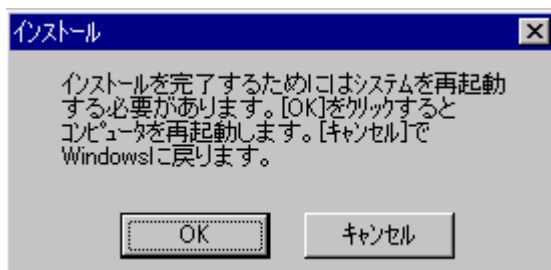 インストール
インストールを完了するためにはシステムを再起動
する必要があります。[OK]をクリックすると
コンピュータを再起動します。[キャンセル]で
Windowsに戻ります。
OK
キャンセル